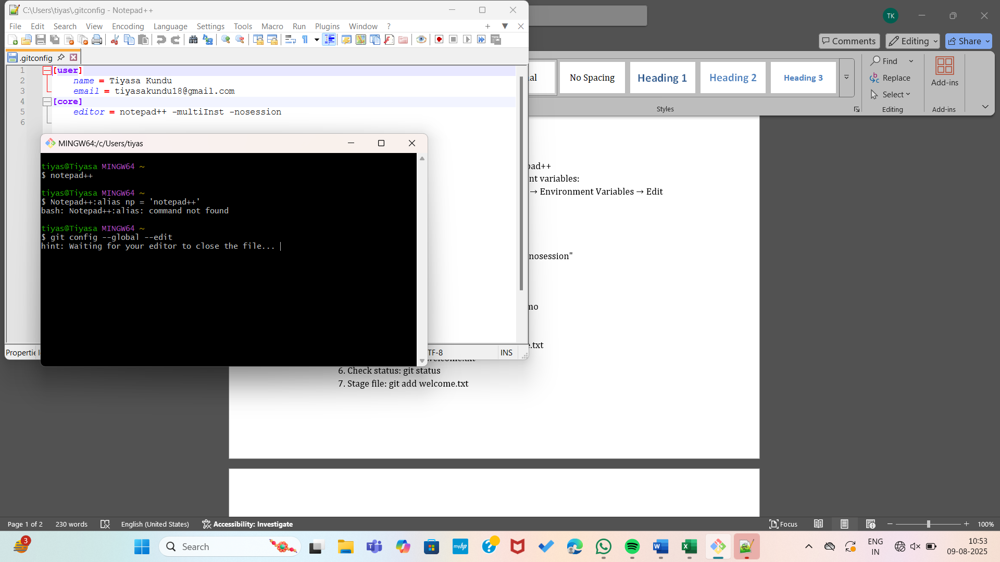 C:\Users\tiyas\.gitconfig - Notepad++
File Edit Search View Encoding Language Settings Tools Macro Run Plugins Window ?
.gitconfig
1 [user]
2 name = Tiyasa Kundu
3 email = tiyasakundu18@gmail.com
4 [core]
5 editor = notepad++ -multiInst -nosession
6
TF-8 INS
MINGW64:/c/Users/tiyas
tiyas@Tiyasa MINGW64 ~
$ notepad++
tiyas@Tiyasa MINGW64 ~
$ Notepad++:alias np = 'notepad++'
bash: Notepad++:alias: command not found
tiyas@Tiyasa MINGW64 ~
$ git config --global --edit
hint: Waiting for your editor to close the file...
TK
Comments Editing Share
al No Spacing Heading 1 Heading 2 Heading 3
Styles
Find
Replace
Select
Editing
Add-ins
Add-ins
pad++
nt variables:
→ Environment Variables → Edit
nosession"
mo
e.txt
6. Check status: git status
7. Stage file: git add welcome.txt
Page 1 of 2 230 words English (United States) Accessibility: Investigate Focus 100%
3
Search
myhp
ENG
IN
10:53
09-08-2025